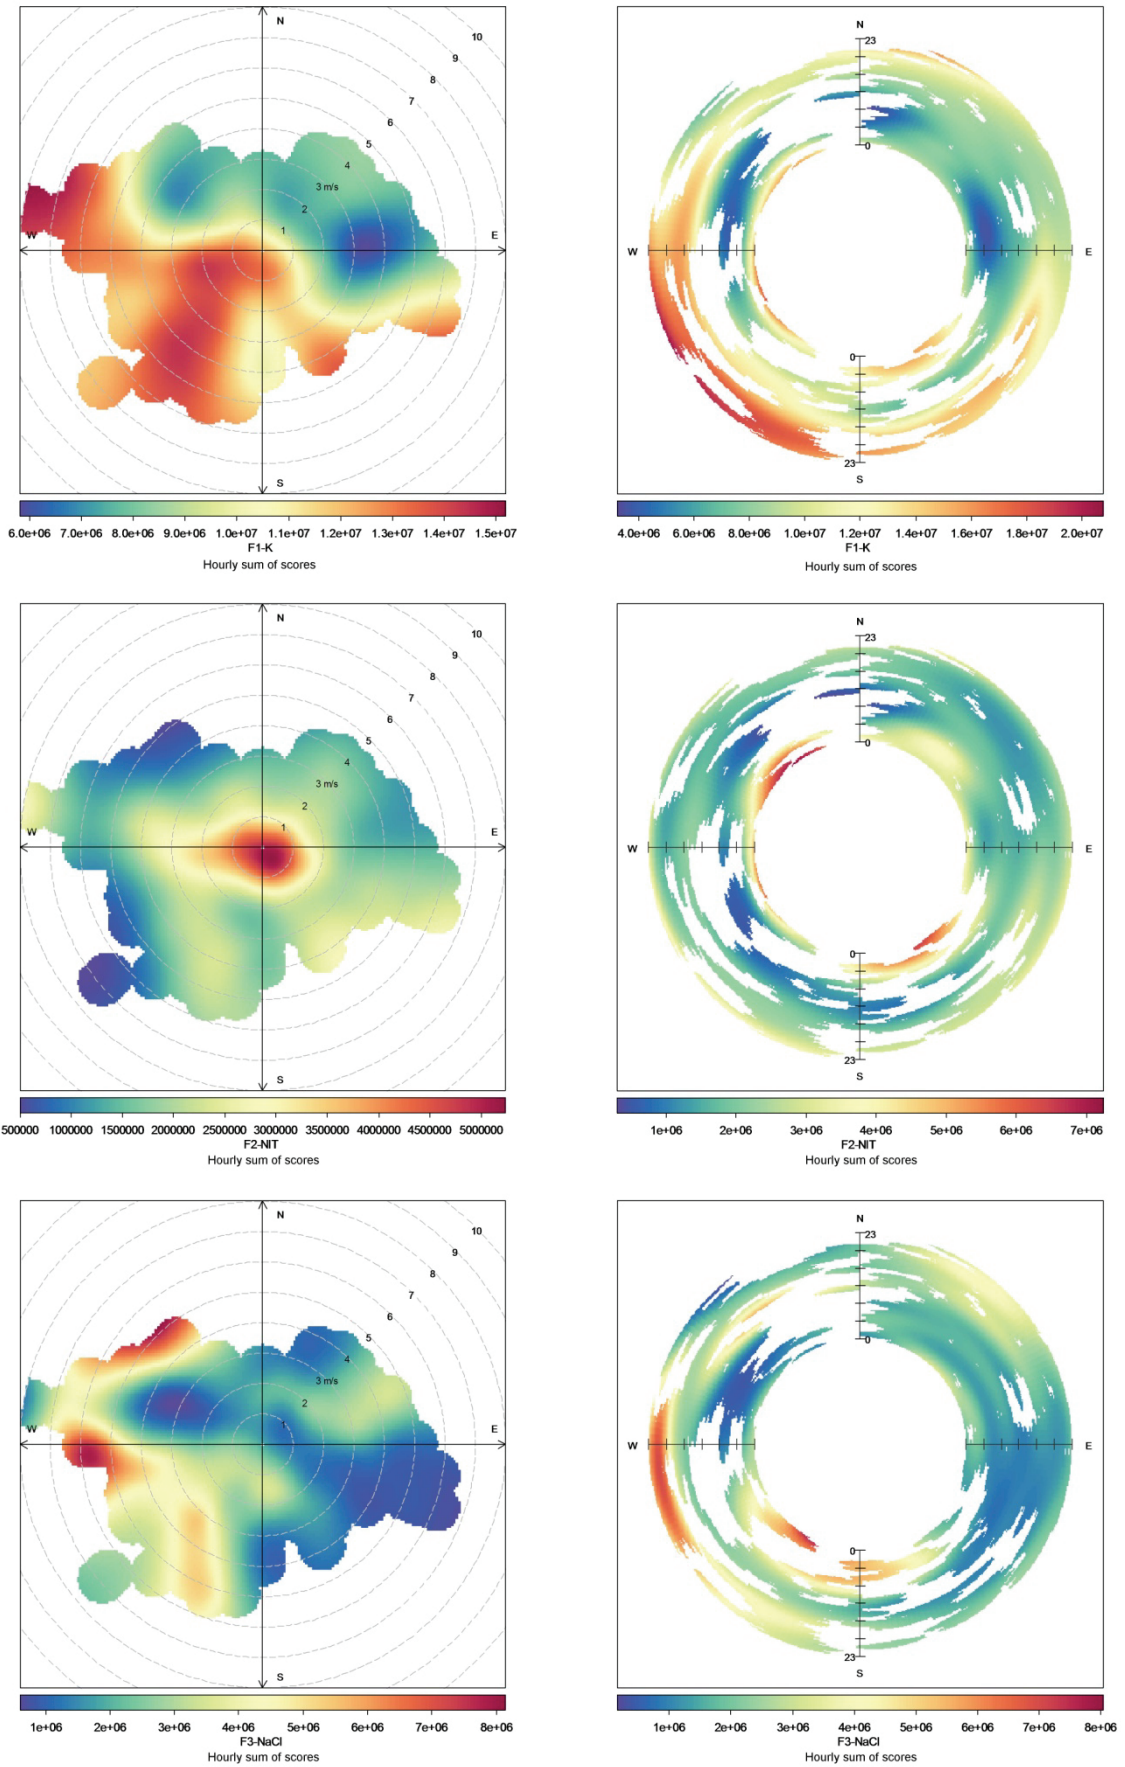 N
10
9
8
7
6
5
4
3 m/s
2
1
W
E
S
6.0e+06 7.0e+06 8.0e+06 9.0e+06 1.0e+07 1.1e+07 1.2e+07 1.3e+07 1.4e+07 1.5e+07
F1-K
Hourly sum of scores
N
23
0
W
E
0
23
S
4.0e+06 6.0e+06 8.0e+06 1.0e+07 1.2e+07 1.4e+07 1.6e+07 1.8e+07 2.0e+07
F1-K
Hourly sum of scores
N
10
9
8
7
6
5
4
3 m/s
2
1
W
E
S
500000 1000000 1500000 2000000 2500000 3000000 3500000 4000000 4500000 5000000
F2-NIT
Hourly sum of scores
N
23
0
W
E
0
23
S
1e+06 2e+06 3e+06 4e+06 5e+06 6e+06 7e+06
F2-NIT
Hourly sum of scores
N
10
9
8
7
6
5
4
3 m/s
2
1
W
E
S
1e+06 2e+06 3e+06 4e+06 5e+06 6e+06 7e+06 8e+06
F3-NaCl
Hourly sum of scores
N
23
0
W
E
0
23
S
1e+06 2e+06 3e+06 4e+06 5e+06 6e+06 7e+06 8e+06
F3-NaCl
Hourly sum of scores